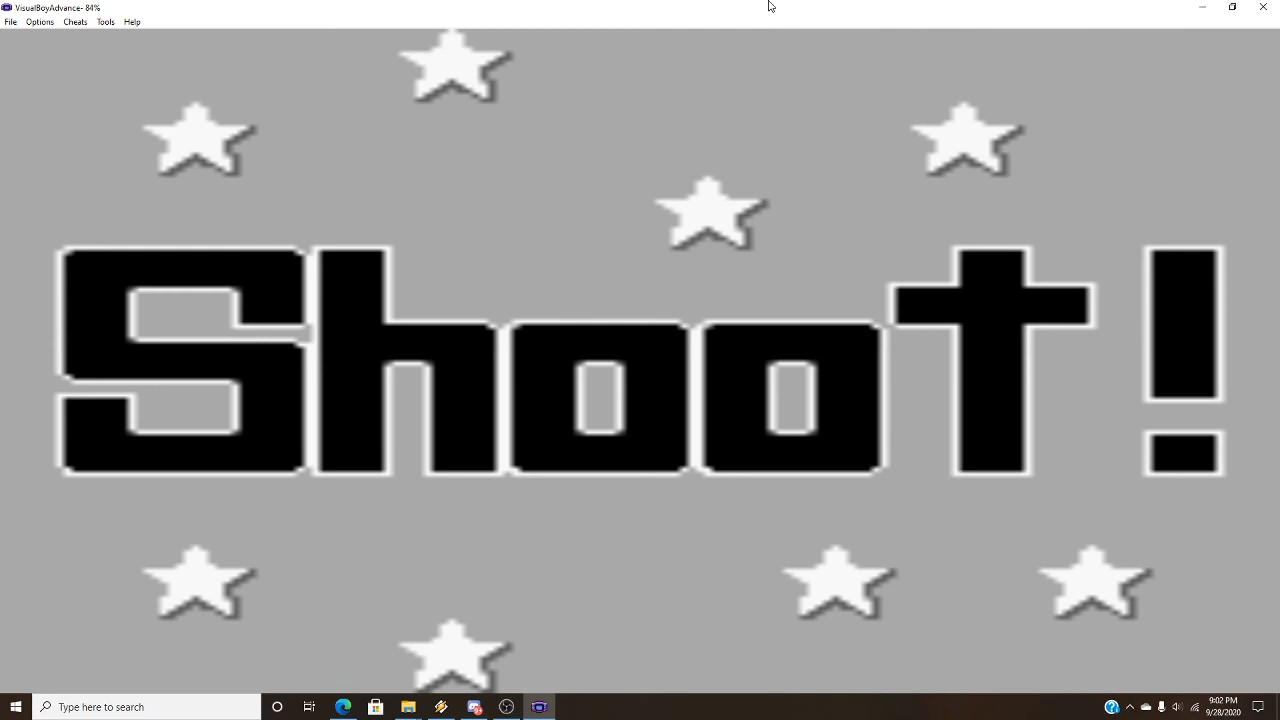 VisualBoyAdvance- 84%
File Options Cheats Tools Help
Shoot!
Type here to search
9:02 PM
9/28/2020